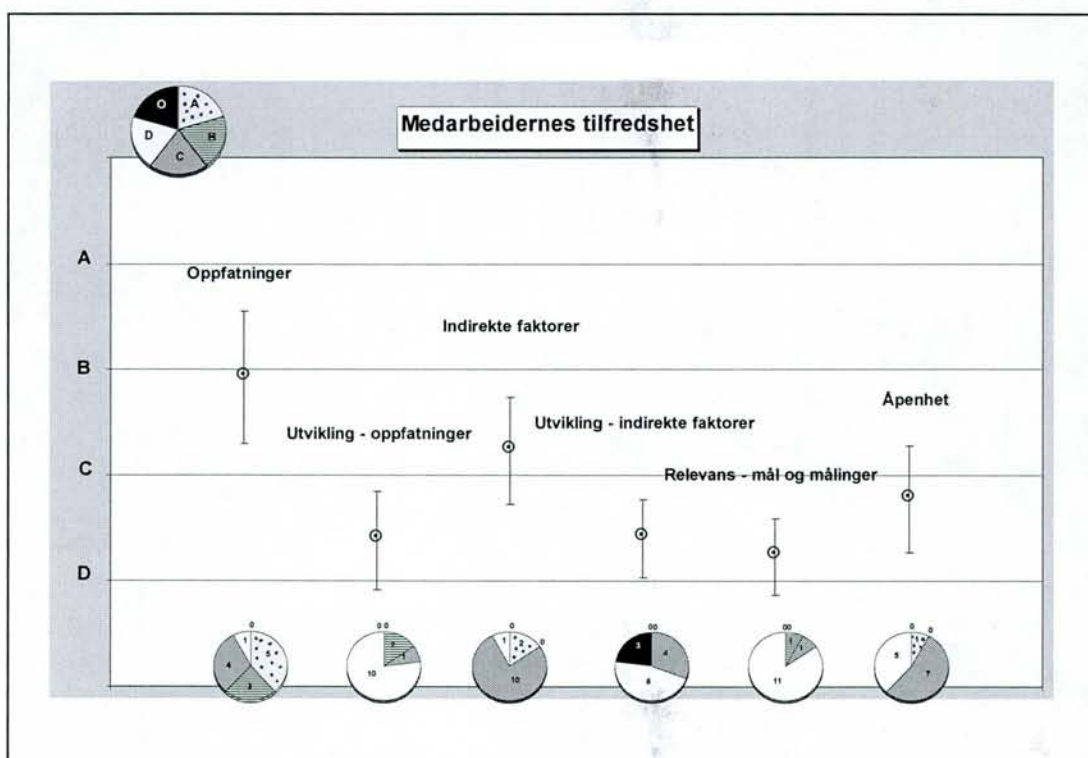 O A
D B
C
Medarbeidernes tilfredshet
A
Oppfatninger
Indirekte faktorer
B
Åpenhet
Utvikling - oppfatninger
Utvikling - indirekte faktorer
C
Relevans - mål og målinger
D
0
1 5
4
0 0
1
10
0
1 2 0
10
00
3 4
00
1 1
11
0 0
1
5
7